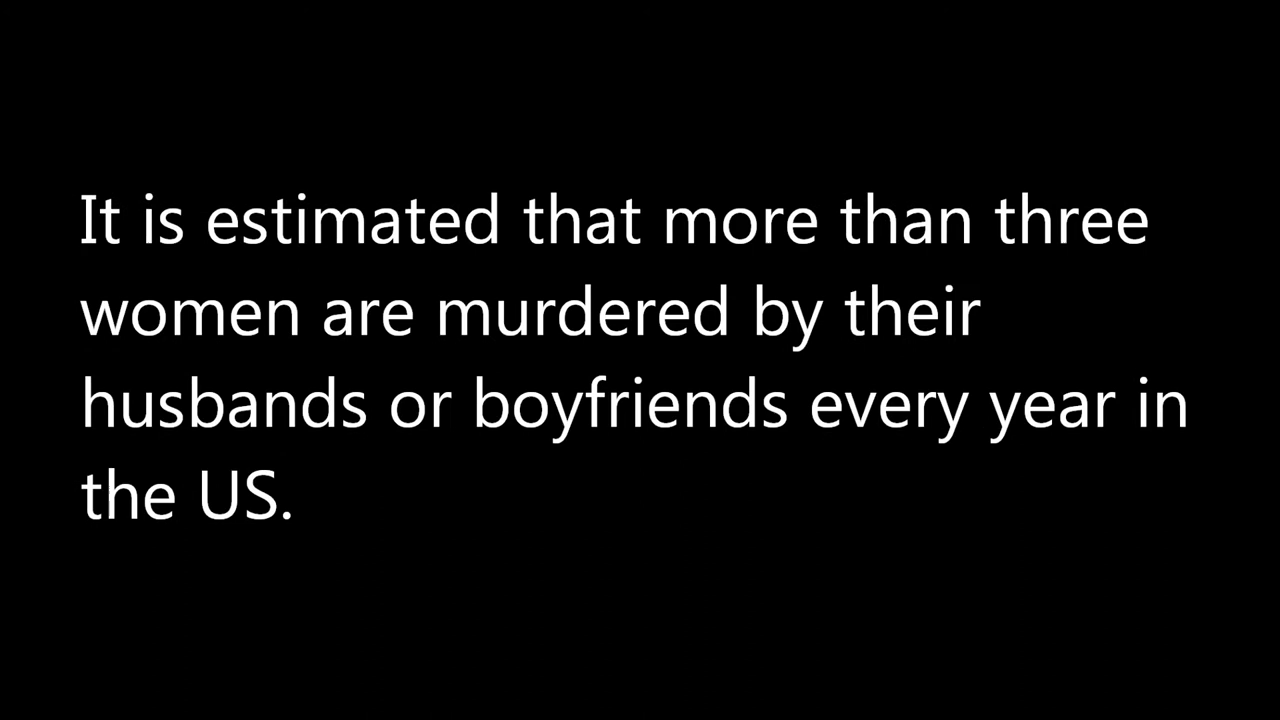 It is estimated that more than three
women are murdered by their
husbands or boyfriends every year in
the US.